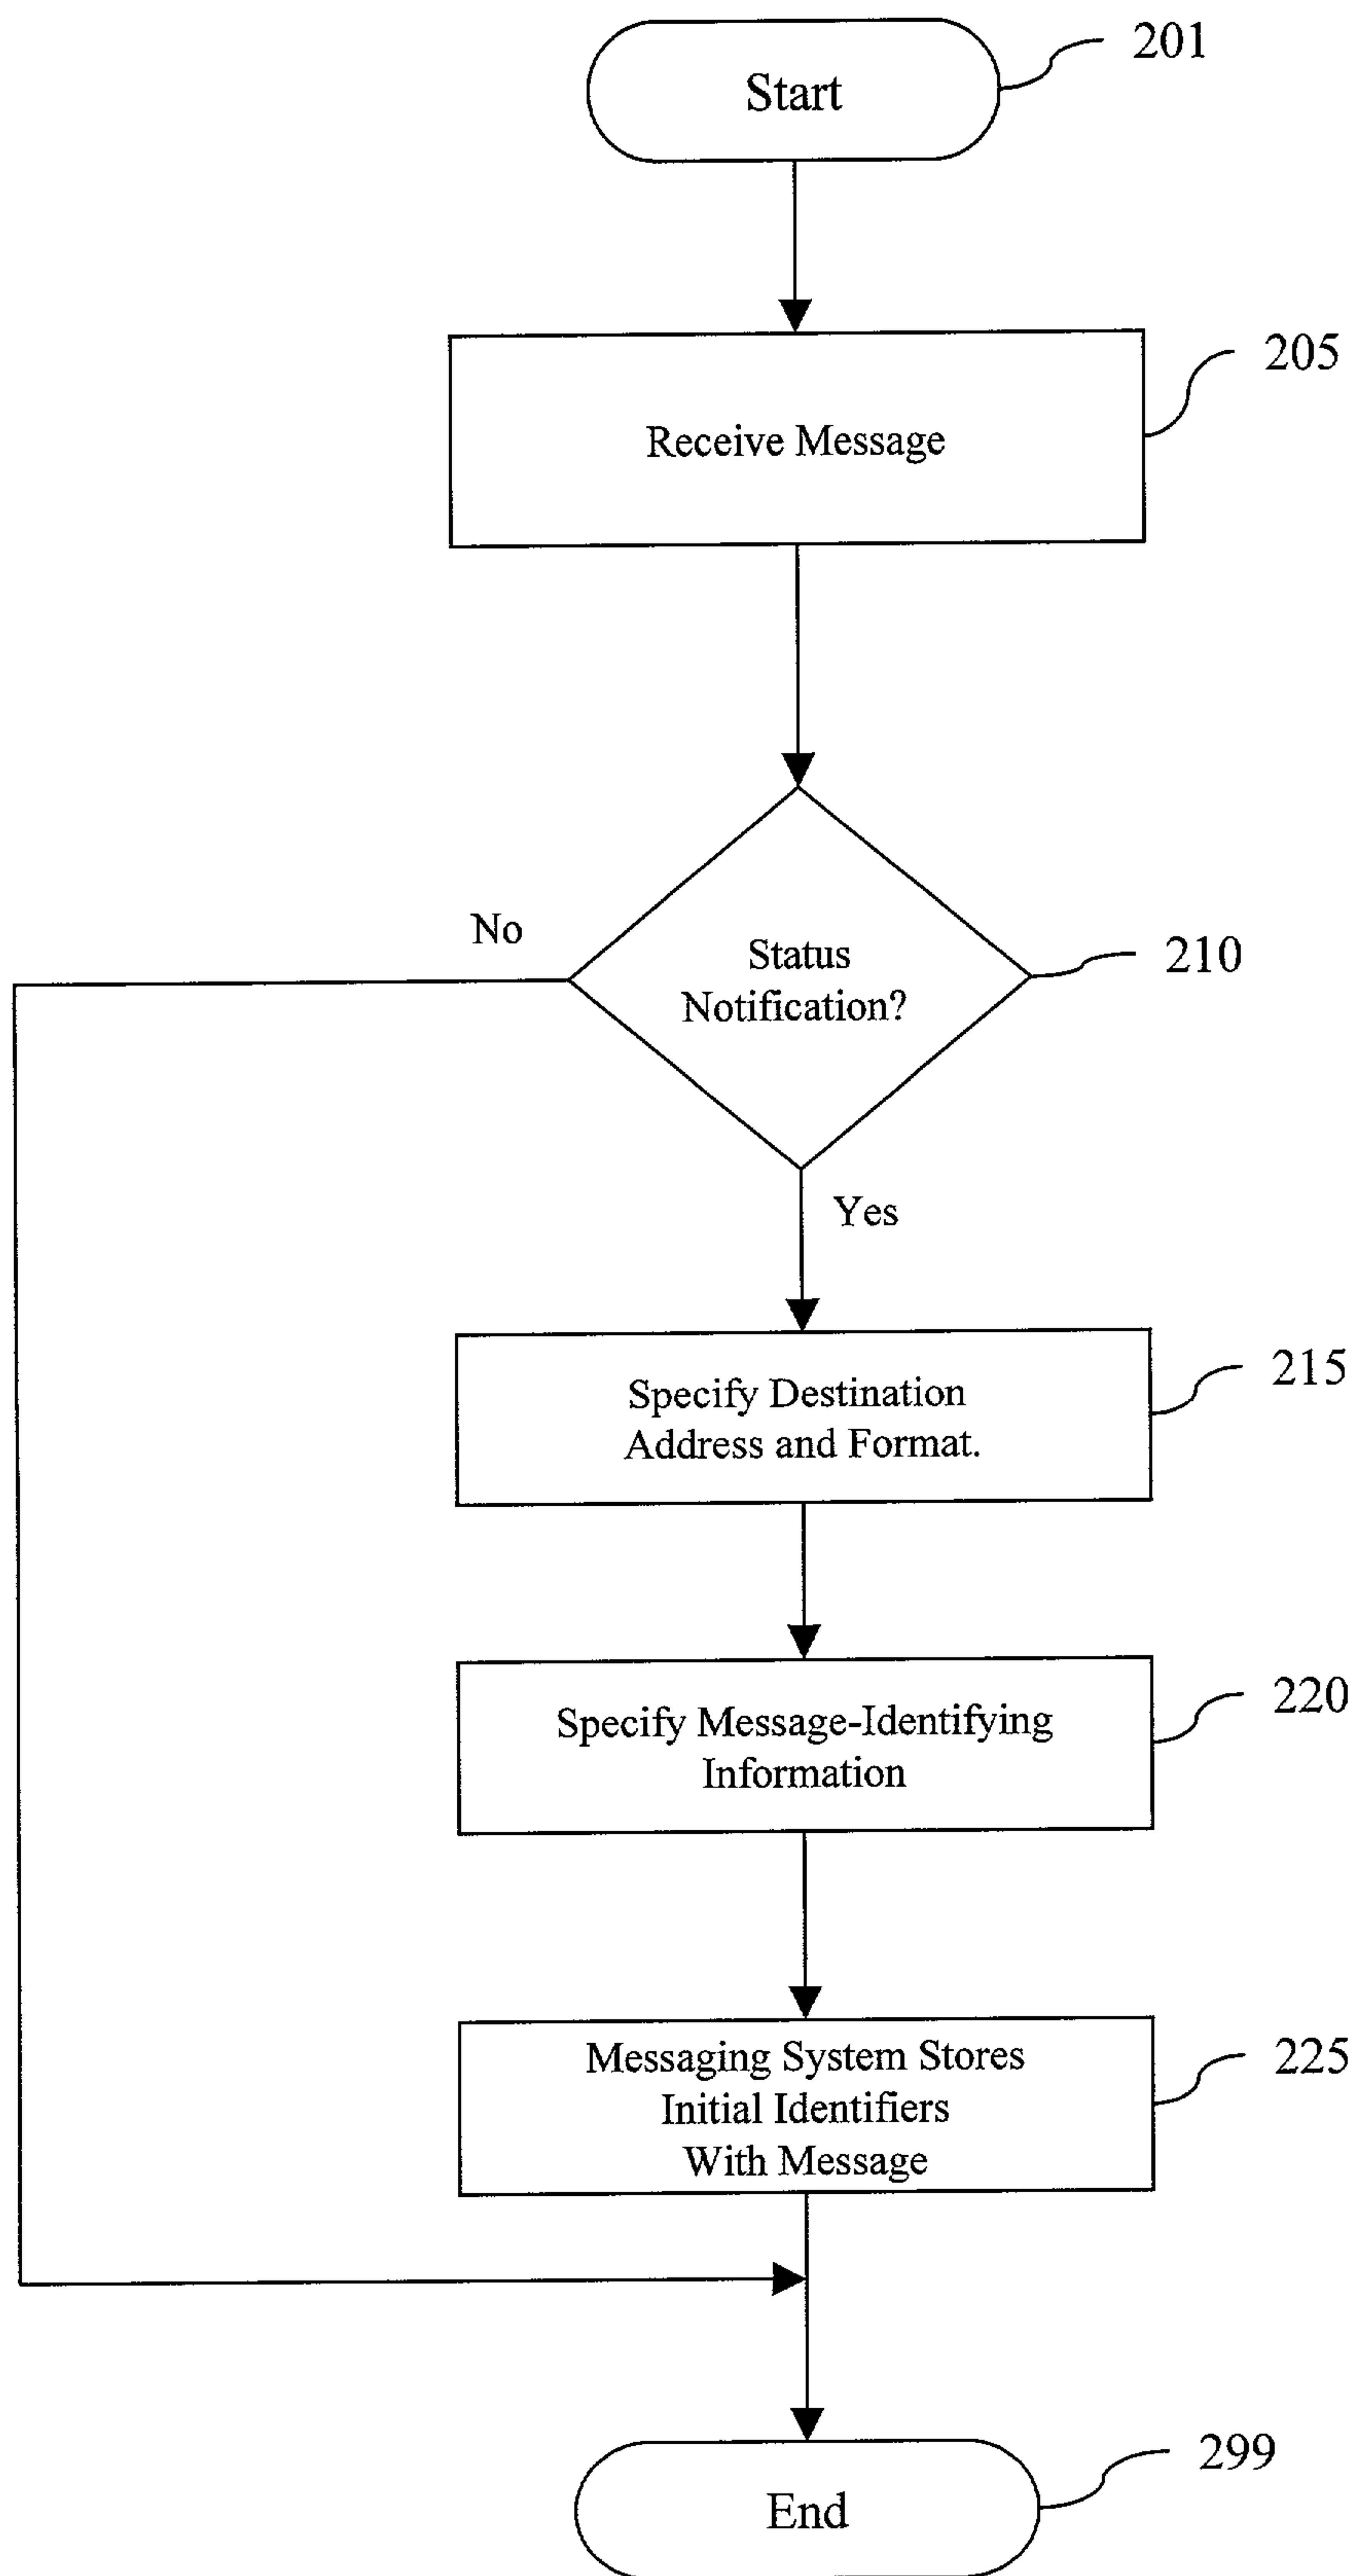 Start
201
Receive Message
205
No
Status
Notification?
210
Yes
Specify Destination
Address and Format.
215
Specify Message-Identifying
Information
220
Messaging System Stores
Initial Identifiers
With Message
225
End
299